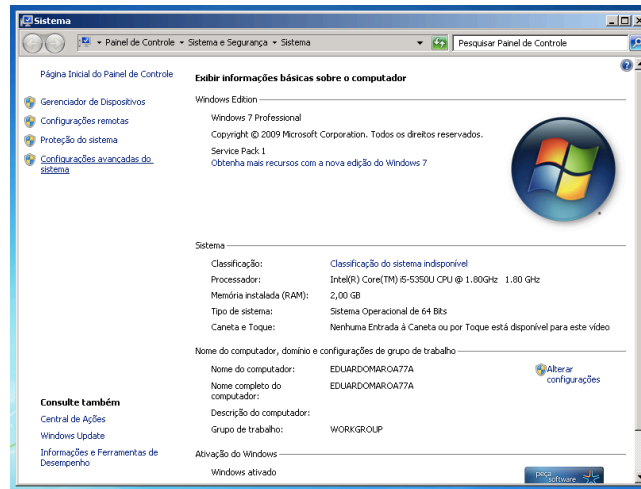 Sistema
Painel de Controle Sistema e Segurança Sistema
Pesquisar Painel de Controle
Página Inicial do Painel de Controle
Gerenciador de Dispositivos
Configurações remotas
Proteção do sistema
Configurações avançadas do
sistema
Exibir informações básicas sobre o computador
Windows Edition
Windows 7 Professional
Copyright © 2009 Microsoft Corporation. Todos os direitos reservados.
Service Pack 1
Obtenha mais recursos com a nova edição do Windows 7
Sistema
Classificação: Classificação do sistema indisponível
Processador: Intel(R) Core(TM) i5-5350U CPU @ 1.80GHz 1.80 GHz
Memória instalada (RAM): 2,00 GB
Tipo de sistema: Sistema Operacional de 64 Bits
Caneta e Toque: Nenhuma Entrada à Caneta ou por Toque está disponível para este vídeo
Nome do computador, domínio e configurações de grupo de trabalho
Nome do computador: EDUARDOMAROA77A
Alterar
configurações
Nome completo do
computador:
EDUARDOMAROA77A
Descrição do computador:
Grupo de trabalho: WORKGROUP
Consulte também
Central de Ações
Windows Update
Informações e Ferramentas de
Desempenho
Ativação do Windows
Windows ativado
peça
software